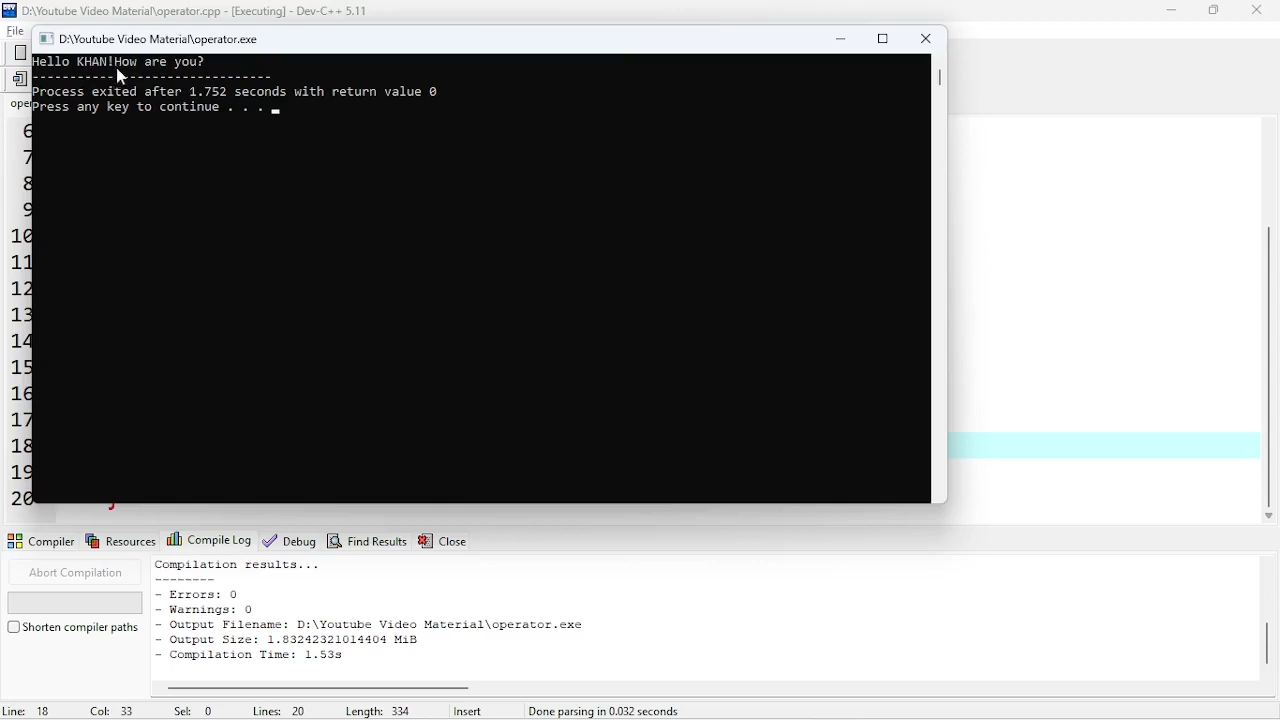 D:\Youtube Video Material\operator.cpp - [Executing] - Dev-C++ 5.11
File
D:\Youtube Video Material\operator.exe
Hello KHAN!How are you?
--------------------------------
Process exited after 1.752 seconds with return value 0
Press any key to continue . . .
oper
6
7
8
9
10
11
12
13
14
15
16
17
18
19
20
}
Compiler Resources Compile Log Debug Find Results Close
Abort Compilation
Shorten compiler paths
Compilation results...
--------
- Errors: 0
- Warnings: 0
- Output Filename: D:\Youtube Video Material\operator.exe
- Output Size: 1.83242321014404 MiB
- Compilation Time: 1.53s
Line: 18 Col: 33 Sel: 0 Lines: 20 Length: 334 Insert Done parsing in 0.032 seconds